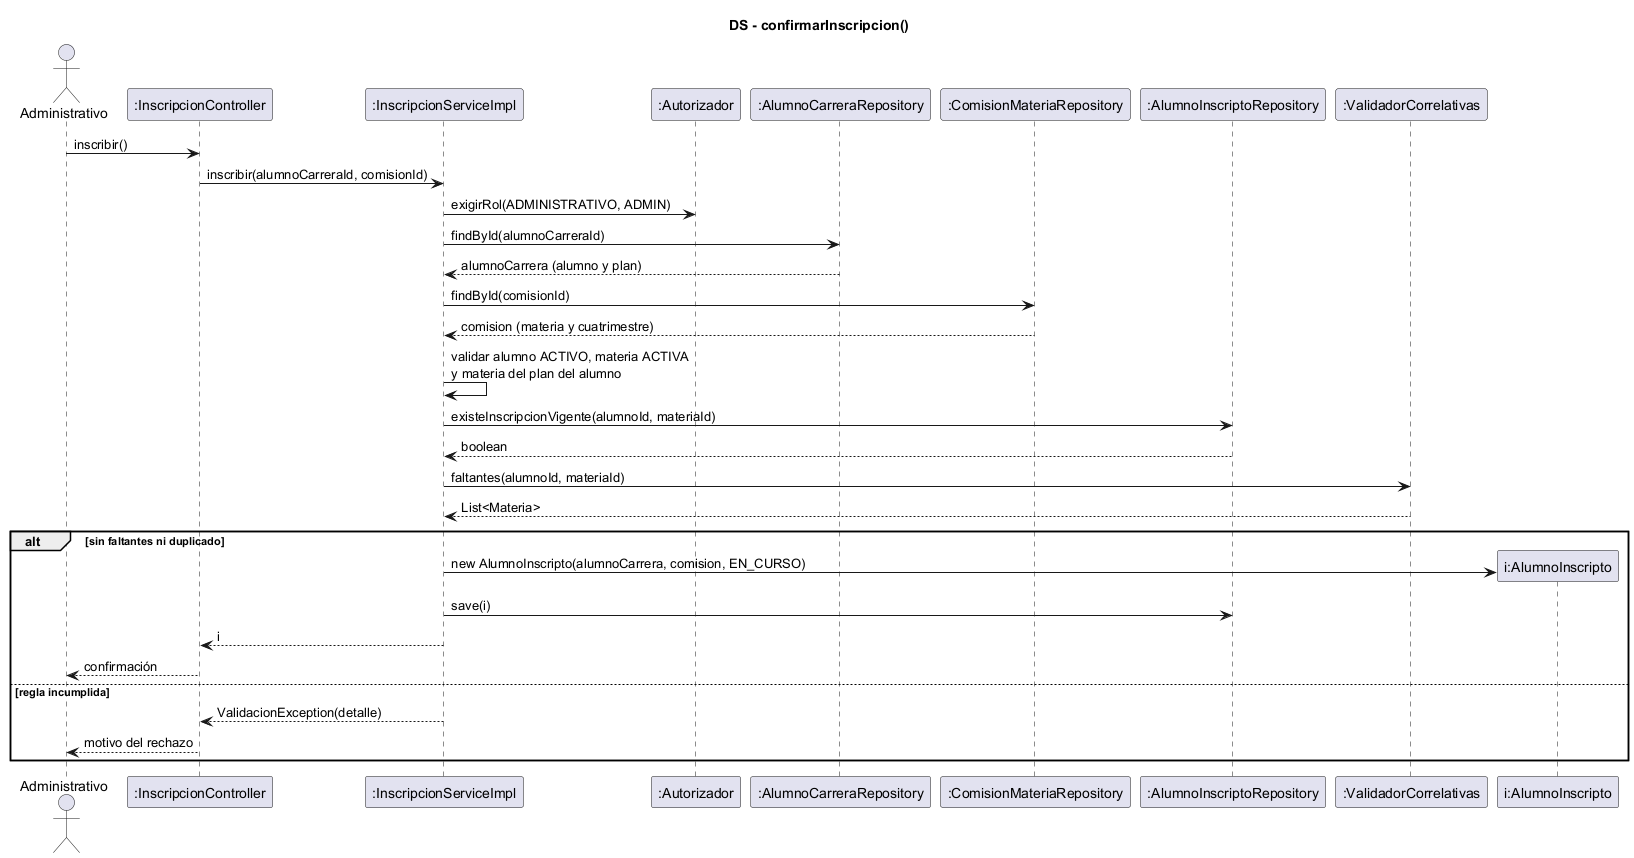 DS - confirmarInscripcion()
Administrativo
:InscripcionController
:InscripcionServiceImpl
:Autorizador
:AlumnoCarreraRepository
:ComisionMateriaRepository
:AlumnoInscriptoRepository
:ValidadorCorrelativas
inscribir()
inscribir(alumnoCarreraId, comisionId)
exigirRol(ADMINISTRATIVO, ADMIN)
findById(alumnoCarreraId)
alumnoCarrera (alumno y plan)
findById(comisionId)
comision (materia y cuatrimestre)
validar alumno ACTIVO, materia ACTIVA
y materia del plan del alumno
existeInscripcionVigente(alumnoId, materiaId)
boolean
faltantes(alumnoId, materiaId)
List<Materia>
alt
[sin faltantes ni duplicado]
new AlumnoInscripto(alumnoCarrera, comision, EN_CURSO)
i:AlumnoInscripto
save(i)
i
confirmación
[regla incumplida]
ValidacionException(detalle)
motivo del rechazo
Administrativo
:InscripcionController
:InscripcionServiceImpl
:Autorizador
:AlumnoCarreraRepository
:ComisionMateriaRepository
:AlumnoInscriptoRepository
:ValidadorCorrelativas
i:AlumnoInscripto